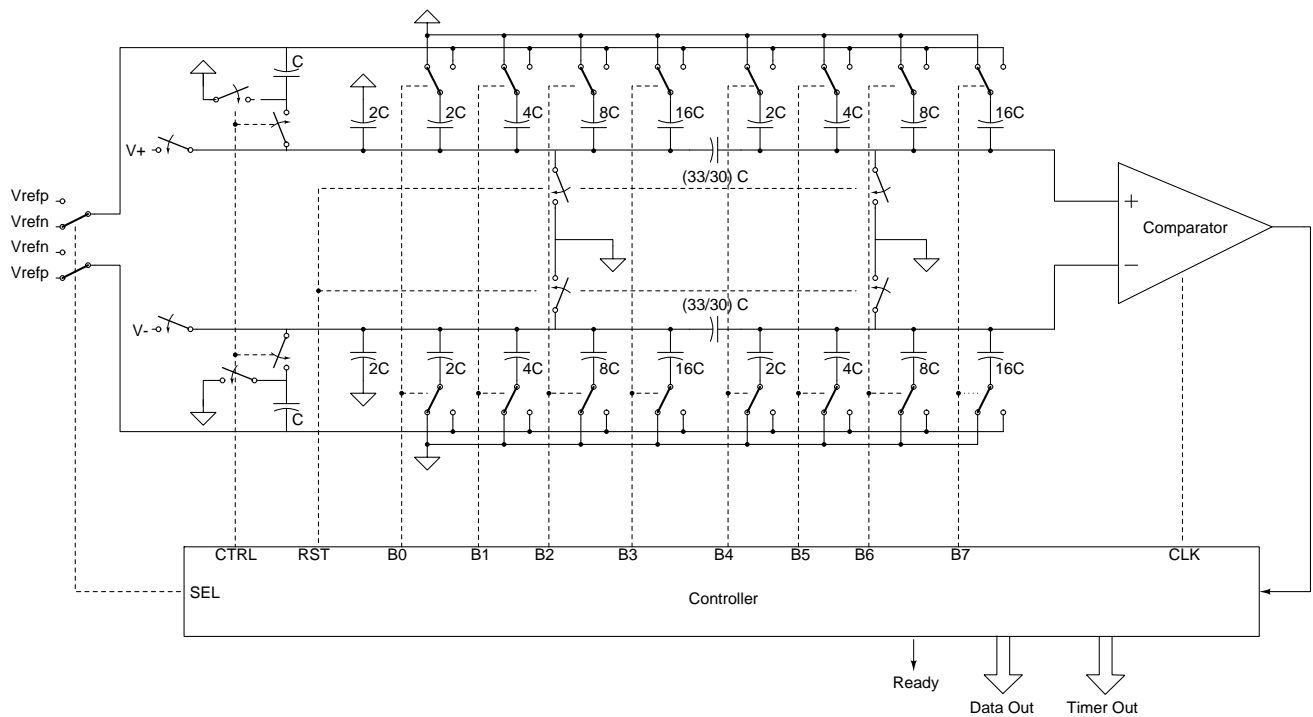 C
2C 2C 4C 8C 16C 2C 4C 8C 16C
V+
(33/30) C
Vrefp
Vrefn
Vrefn
Vrefp
+
Comparator
−
(33/30) C
V-
2C 2C 4C 8C 16C 2C 4C 8C 16C
C
CTRL RST B0 B1 B2 B3 B4 B5 B6 B7 CLK
SEL
Controller
Ready
Data Out
Timer Out